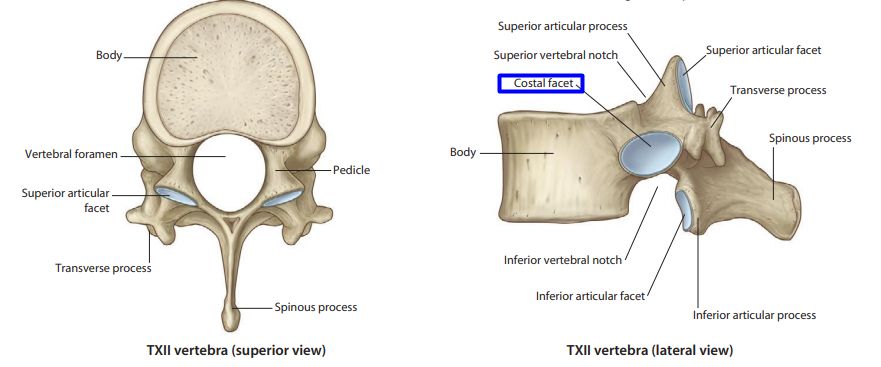 Body
Vertebral foramen
Superior articular
facet
Transverse process
Pedicle
Spinous process
TXII vertebra (superior view)
Superior articular process
Superior vertebral notch
Costal facet
Superior articular facet
Transverse process
Spinous process
Body
Inferior vertebral notch
Inferior articular facet
Inferior articular process
TXII vertebra (lateral view)